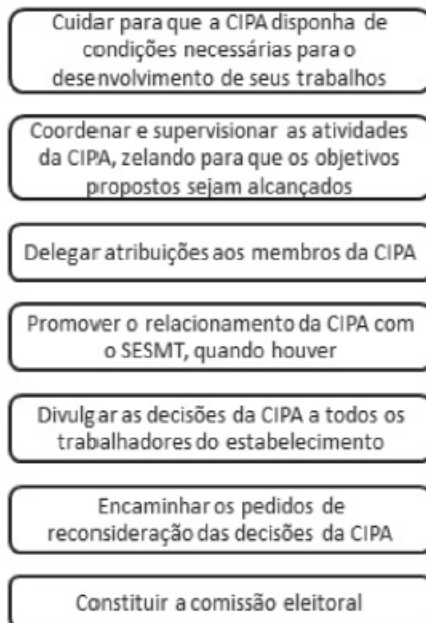 Cuidar para que a CIPA disponha de
condições necessárias para o
desenvolvimento de seus trabalhos
Coordenar e supervisionar as atividades
da CIPA, zelando para que os objetivos
propostos sejam alcançados
Delegar atribuições aos membros da CIPA
Promover o relacionamento da CIPA com
o SESMT, quando houver
Divulgar as decisões da CIPA a todos os
trabalhadores do estabelecimento
Encaminhar os pedidos de
reconsideração das decisões da CIPA
Constituir a comissão eleitoral